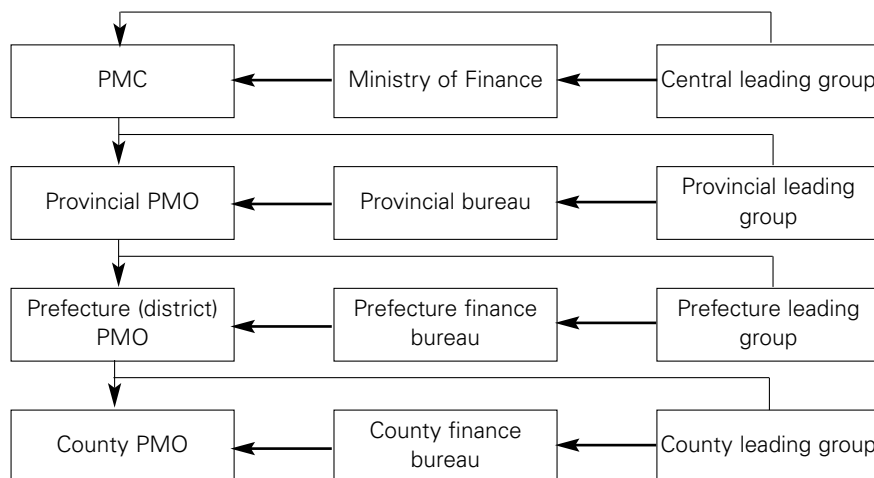 PMC
Ministry of Finance
Central leading group
Provincial PMO
Provincial bureau
Provincial leading
group
Prefecture (district)
PMO
Prefecture finance
bureau
Prefecture leading
group
County PMO
County finance
bureau
County leading group